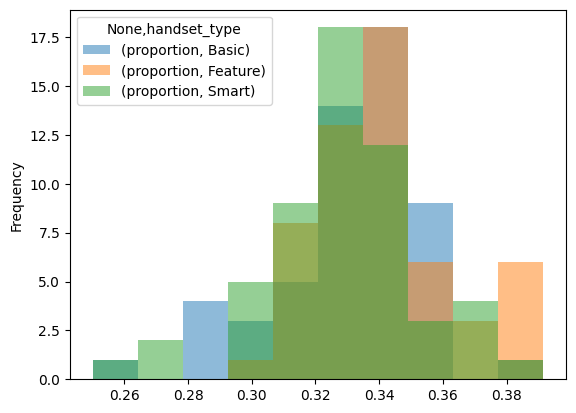 None,handset_type
(proportion, Basic)
(proportion, Feature)
(proportion, Smart)
Frequency
17.5
15.0
12.5
10.0
7.5
5.0
2.5
0.0
0.26 0.28 0.30 0.32 0.34 0.36 0.38